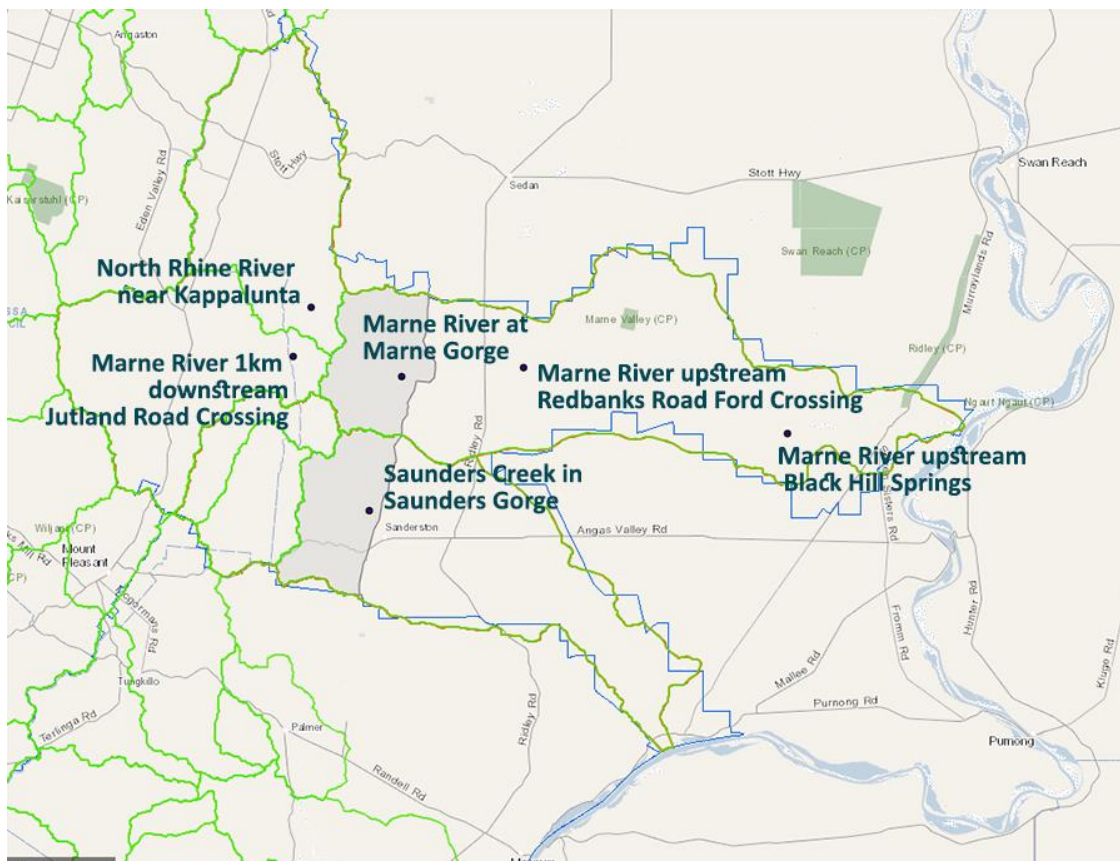 Angaston
Stott Hwy
Eden Valley Rd
Kaiserstuhl (CP)
Sedan
Stott Hwy
Swan Reach
Swan Reach (CP)
Murraylands Rd
North Rhine River
near Kappalunta
Marne River at
Marne Gorge
Marne Valley (CP)
Ridley (CP)
Marne River 1km
downstream
Jutland Road Crossing
Marne River upstream
Redbanks Road Ford Crossing
Ngaut Ngaut (CP)
Ridley Rd
Marne River upstream
Black Hill Springs
Saunders Creek in
Saunders Gorge
Sanderston
Angas Valley Rd
Sisters Rd
Mount
Pleasant
Mill Rd
Hunter Rd
Fromm Rd
Mallee Rd
Kluge Rd
Tungkillo
Terlinga Rd
Palmer
Ridley Rd
Purnong Rd
Purnong
Randell Rd